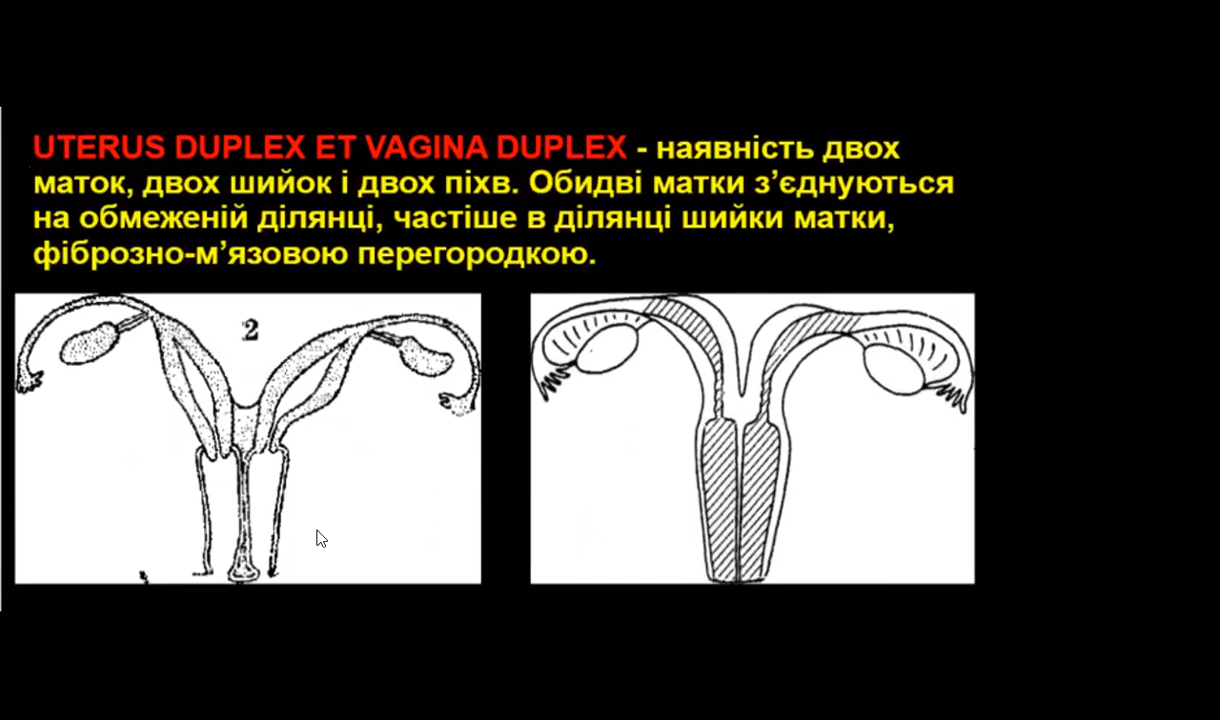 UTERUS DUPLEX ET VAGINA DUPLEX - наявність двох
маток, двох шийок і двох піхв. Обидві матки з’єднуються
на обмеженій ділянці, частіше в ділянці шийки матки,
фіброзно-м’язовою перегородкою.
2